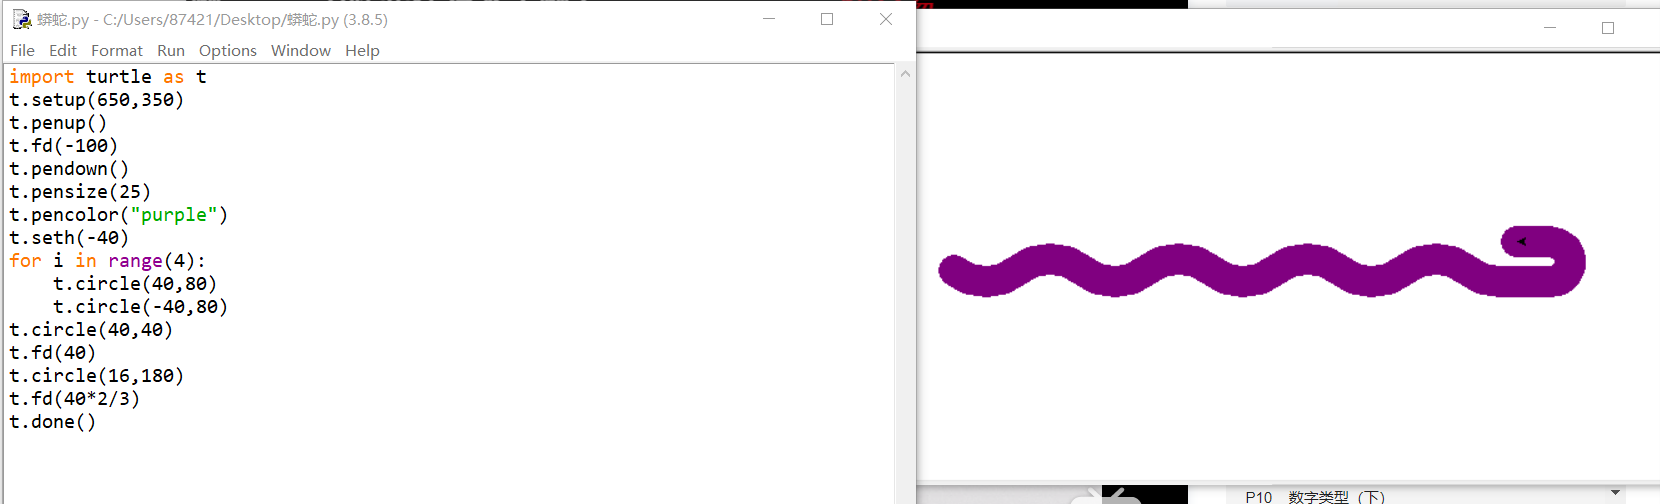 蟒蛇.py - C:/Users/87421/Desktop/蟒蛇.py (3.8.5)
File Edit Format Run Options Window Help
import turtle as t
t.setup(650,350)
t.penup()
t.fd(-100)
t.pendown()
t.pensize(25)
t.pencolor("purple")
t.seth(-40)
for i in range(4):
    t.circle(40,80)
    t.circle(-40,80)
t.circle(40,40)
t.fd(40)
t.circle(16,180)
t.fd(40*2/3)
t.done()
P10 数字类型（下）